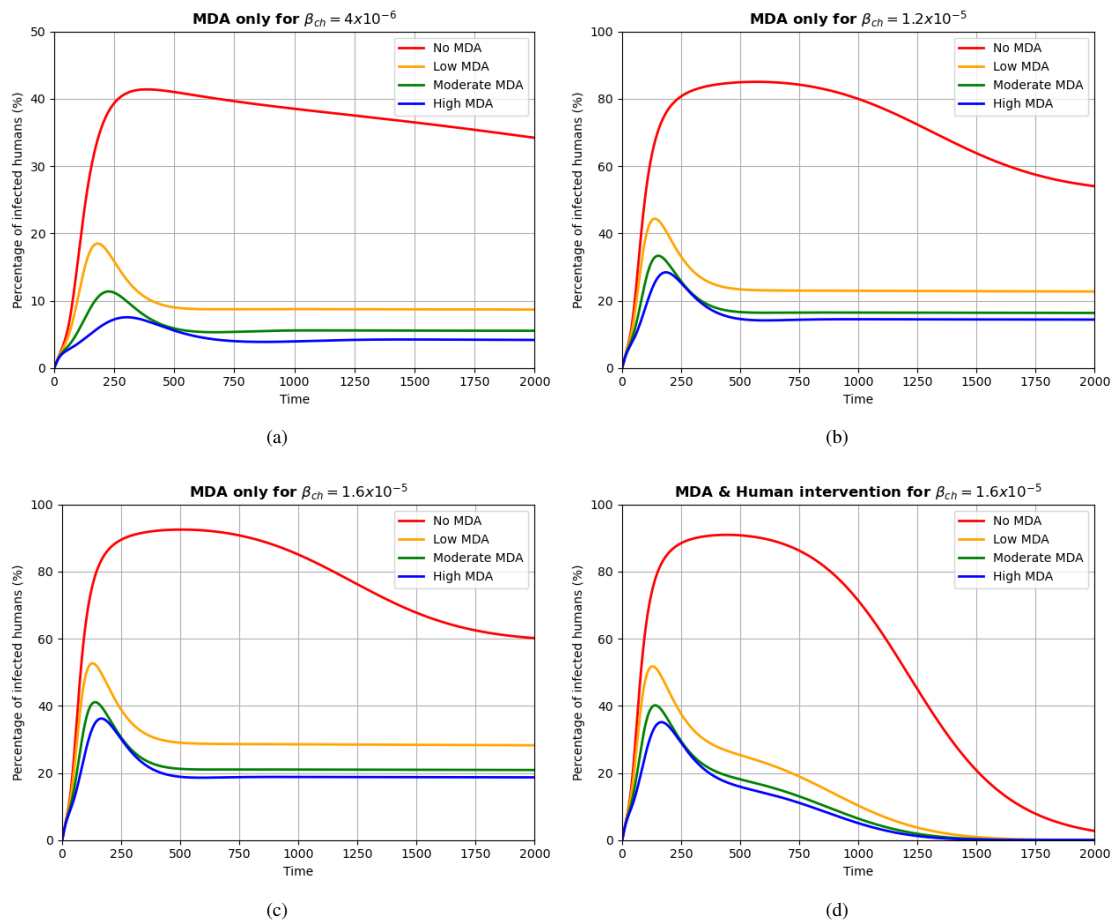 MDA only for β_ch = 4x10⁻⁶
Percentage of infected humans (%)
50
40
30
20
10
0
No MDA
Low MDA
Moderate MDA
High MDA
0 250 500 750 1000 1250 1500 1750 2000
Time
(a)
MDA only for β_ch = 1.2x10⁻⁵
Percentage of infected humans (%)
100
80
60
40
20
0
No MDA
Low MDA
Moderate MDA
High MDA
0 250 500 750 1000 1250 1500 1750 2000
Time
(b)
MDA only for β_ch = 1.6x10⁻⁵
Percentage of infected humans (%)
100
80
60
40
20
0
No MDA
Low MDA
Moderate MDA
High MDA
0 250 500 750 1000 1250 1500 1750 2000
Time
(c)
MDA & Human intervention for β_ch = 1.6x10⁻⁵
Percentage of infected humans (%)
100
80
60
40
20
0
No MDA
Low MDA
Moderate MDA
High MDA
0 250 500 750 1000 1250 1500 1750 2000
Time
(d)